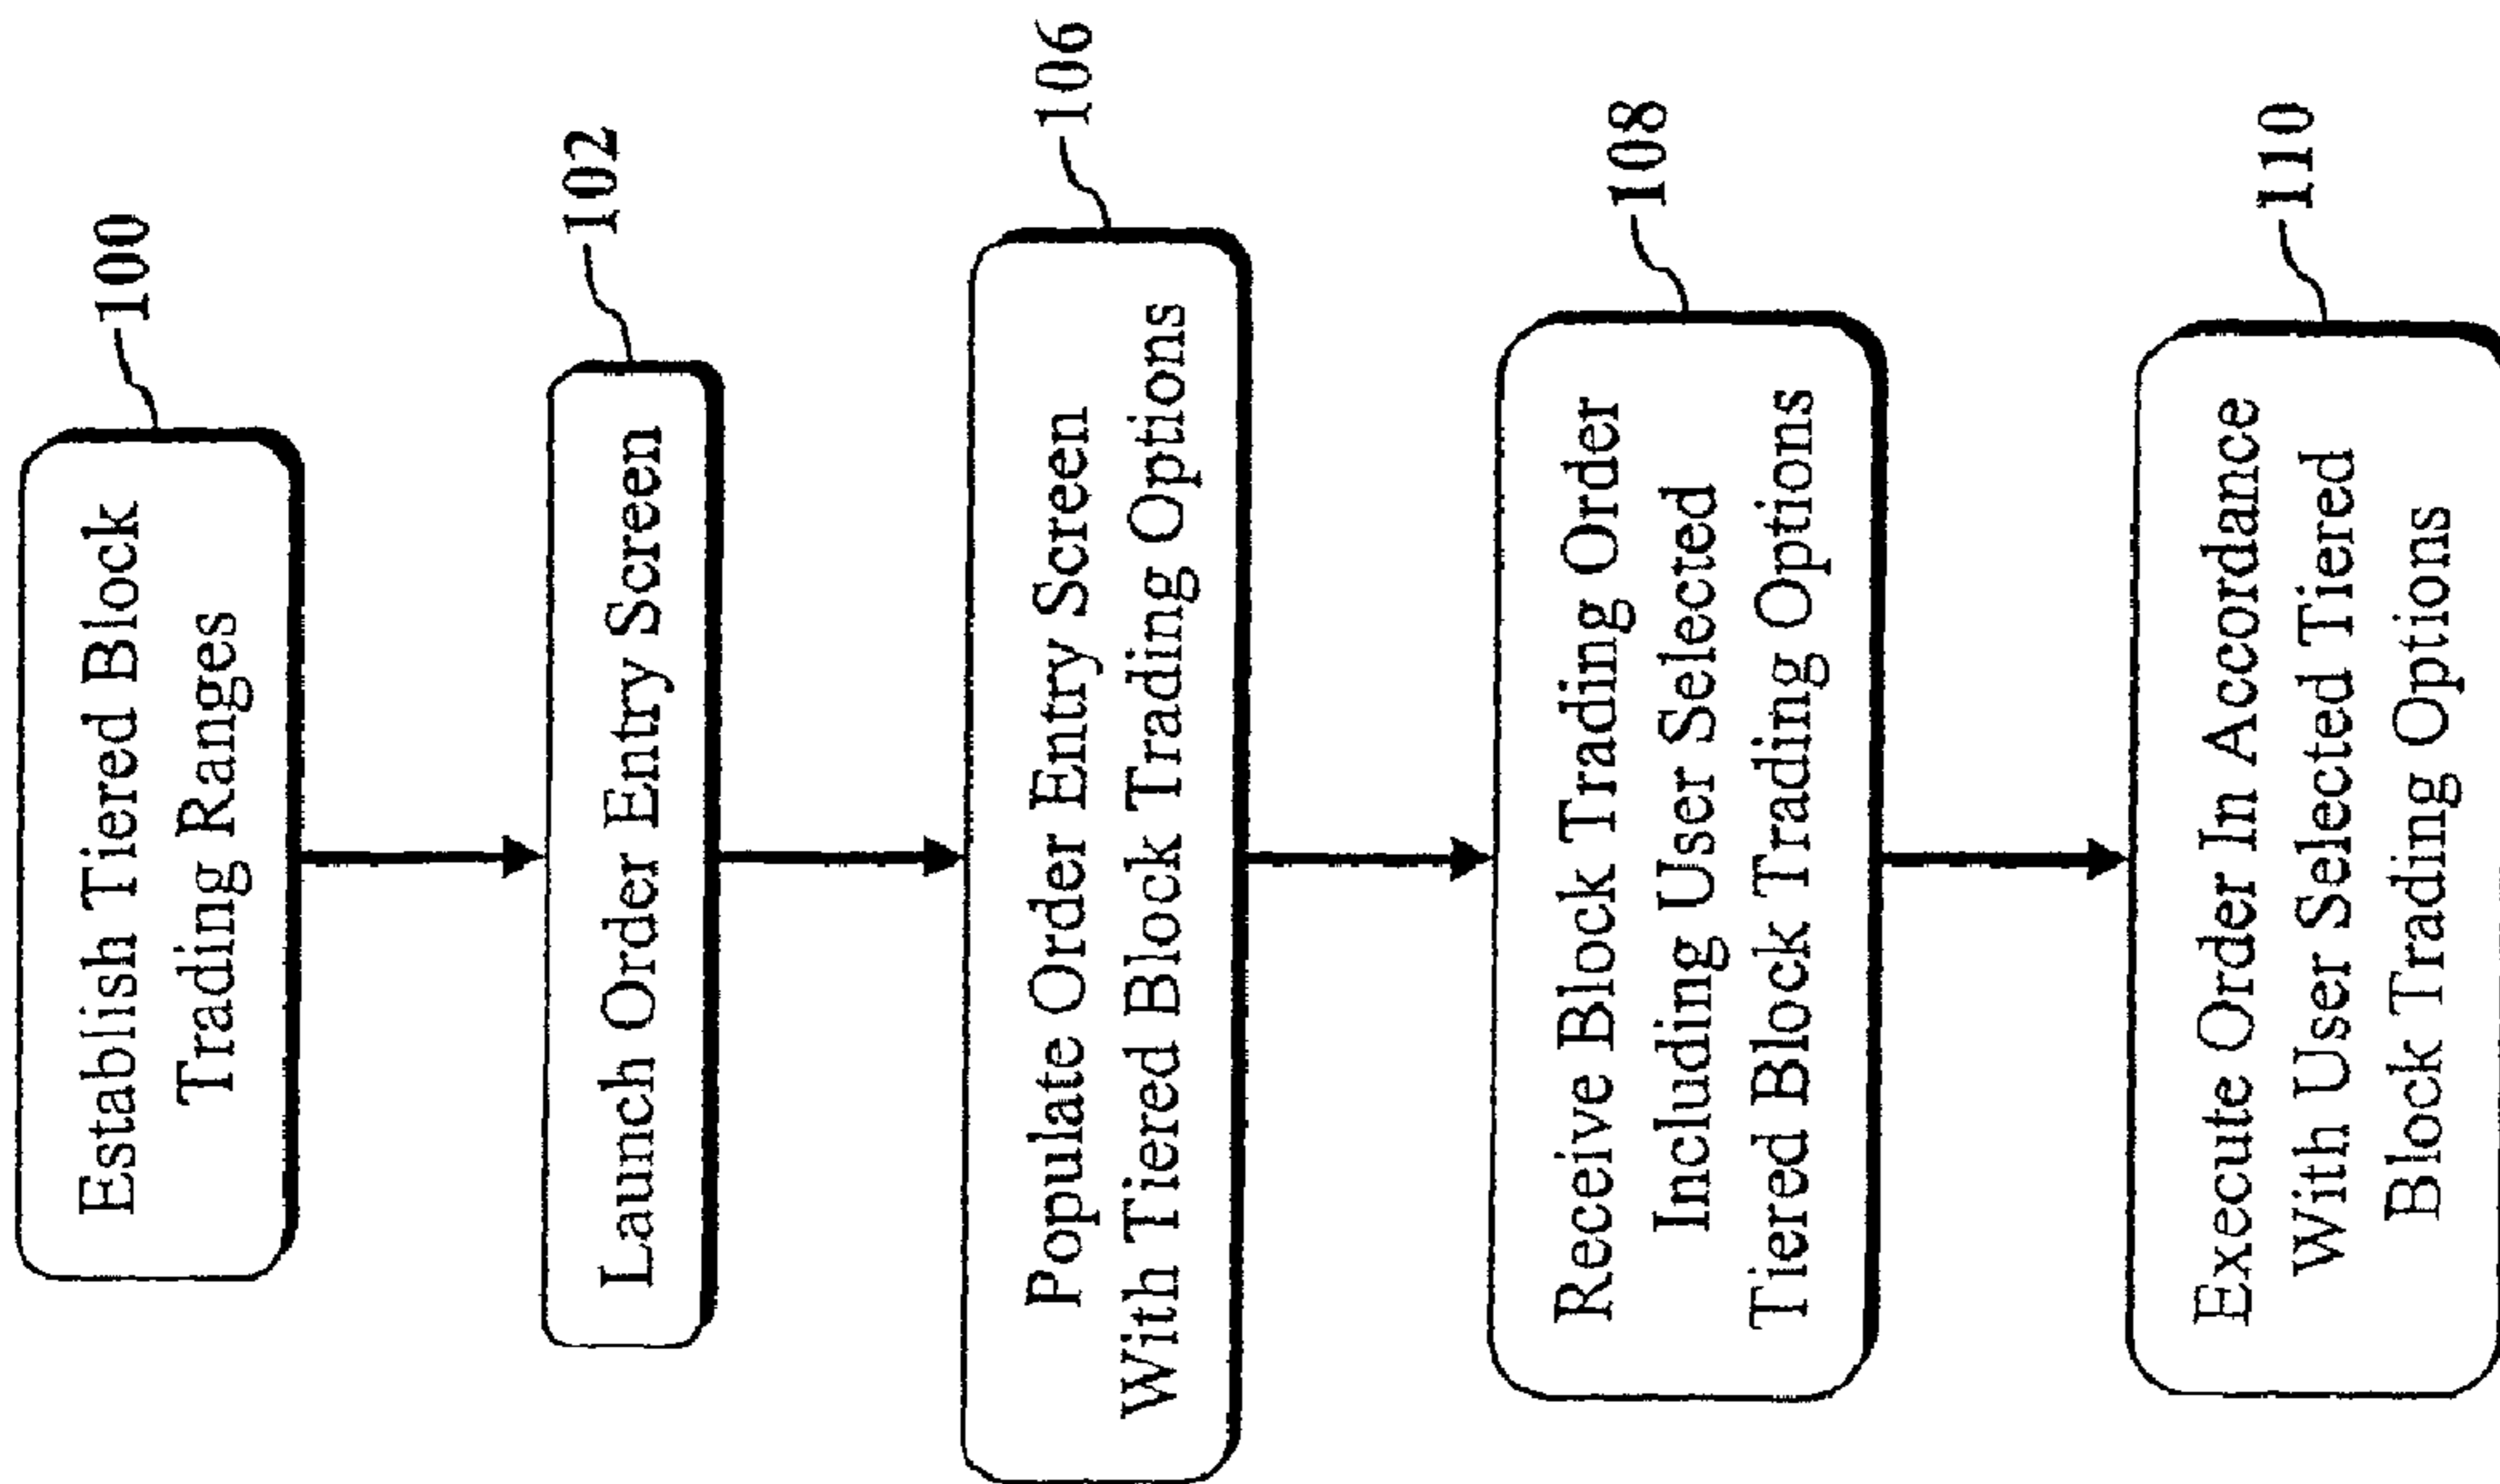 Establish Tiered Block
Trading Ranges
100
Launch Order Entry Screen
102
Populate Order Entry Screen
With Tiered Block Trading Options
106
Receive Block Trading Order
Including User Selected
Tiered Block Trading Options
108
Execute Order In Accordance
With User Selected Tiered
Block Trading Options
110